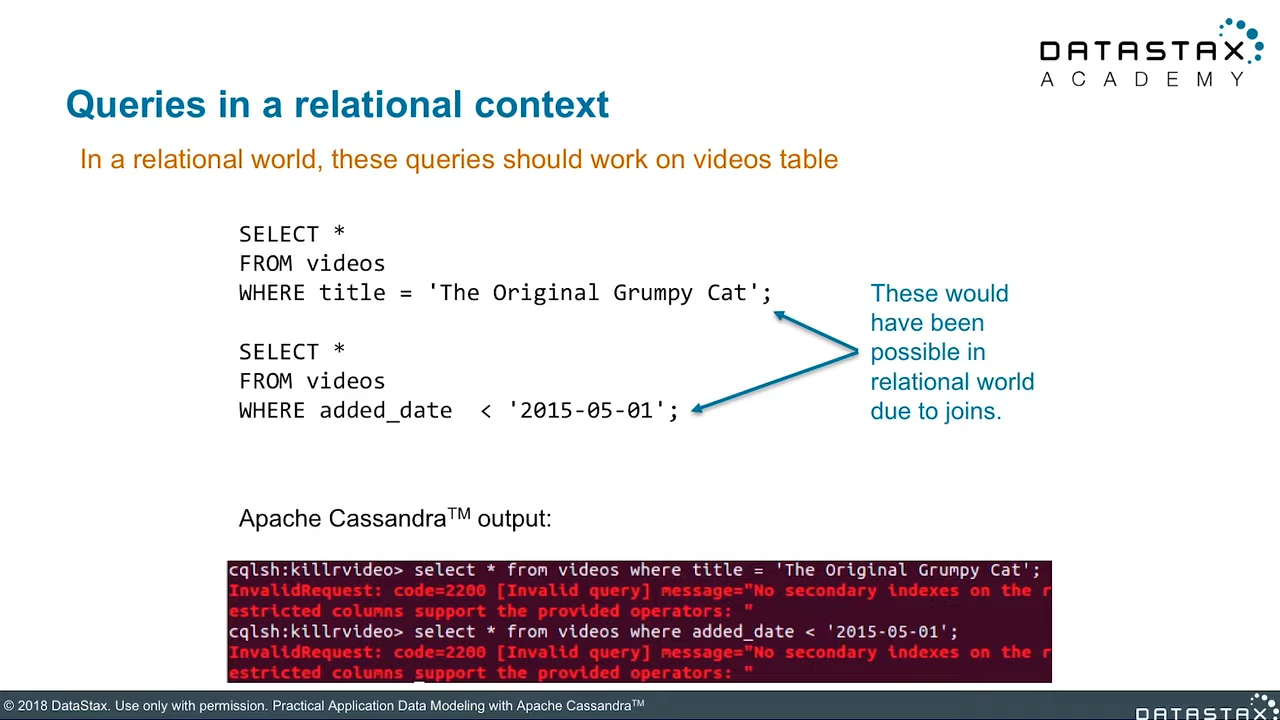 DATASTAX
ACADEMY
Queries in a relational context
In a relational world, these queries should work on videos table
SELECT *
FROM videos
WHERE title = 'The Original Grumpy Cat';
SELECT *
FROM videos
WHERE added_date < '2015-05-01';
These would
have been
possible in
relational world
due to joins.
Apache Cassandra™ output:
cqlsh:killrvideo> select * from videos where title = 'The Original Grumpy Cat';
InvalidRequest: code=2200 [Invalid query] message="No secondary indexes on the r
estricted columns support the provided operators: "
cqlsh:killrvideo> select * from videos where added_date < '2015-05-01';
InvalidRequest: code=2200 [Invalid query] message="No secondary indexes on the r
estricted columns support the provided operators: "
© 2018 DataStax. Use only with permission. Practical Application Data Modeling with Apache Cassandra™
DATASTAX